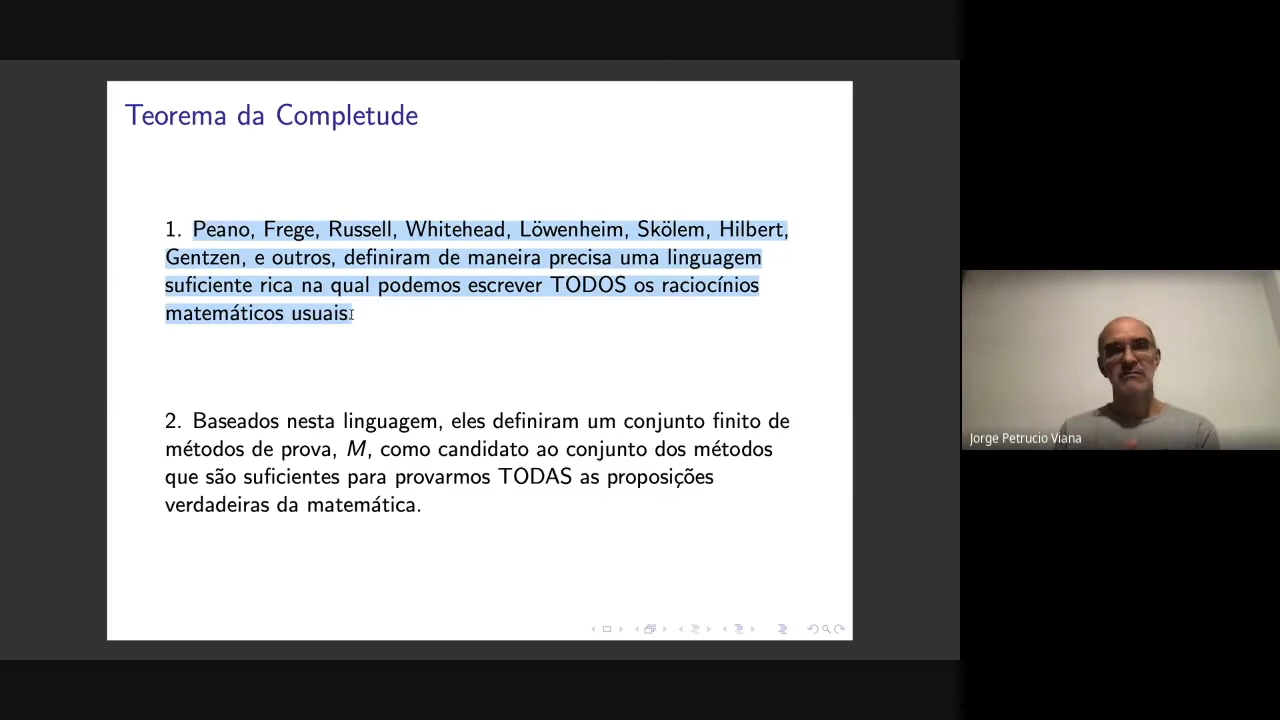 Teorema da Completude
1. Peano, Frege, Russell, Whitehead, Löwenheim, Skölem, Hilbert,
Gentzen, e outros, definiram de maneira precisa uma linguagem
suficiente rica na qual podemos escrever TODOS os raciocínios
matemáticos usuais.
2. Baseados nesta linguagem, eles definiram um conjunto finito de
métodos de prova, M, como candidato ao conjunto dos métodos
que são suficientes para provarmos TODAS as proposições
verdadeiras da matemática.
Jorge Petrucio Viana